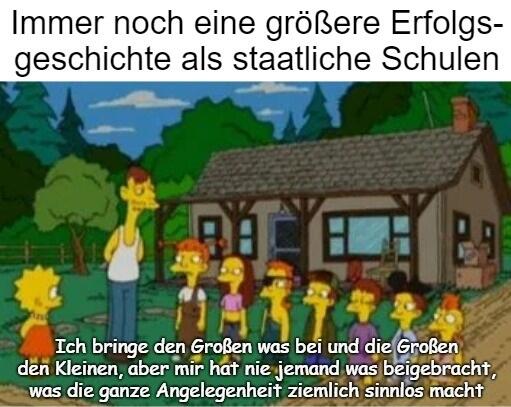 Immer noch eine größere Erfolgs-
geschichte als staatliche Schulen
Ich bringe den Großen was bei und die Großen
den Kleinen, aber mir hat nie jemand was beigebracht,
was die ganze Angelegenheit ziemlich sinnlos macht